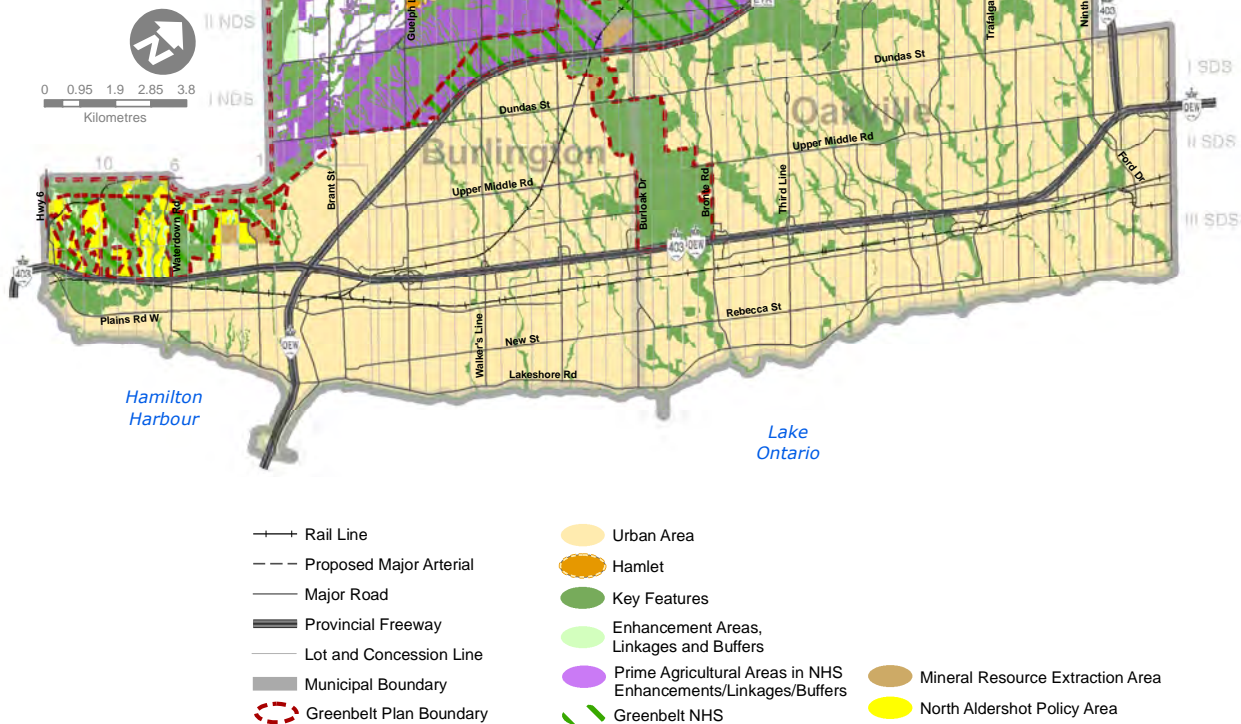 II NDS
Guelph L
Trafalga
Ninth
403
I NDS
N
0 0.95 1.9 2.85 3.8
Kilometres
Dundas St
Dundas St
I SDS
QEW
Oakville
Burlington
Upper Middle Rd
II SDS
10 6 1
Upper Middle Rd
Hwy 6
Waterdown Rd
Brant St
Burloak Dr
Bronte Rd
Third Line
Ford Dr
III SDS
403
403 QEW
Plains Rd W
Rebecca St
QEW
Walker's Line
New St
Lakeshore Rd
Hamilton
Harbour
Lake
Ontario
Rail Line
Proposed Major Arterial
Major Road
Provincial Freeway
Lot and Concession Line
Municipal Boundary
Greenbelt Plan Boundary
Urban Area
Hamlet
Key Features
Enhancement Areas,
Linkages and Buffers
Prime Agricultural Areas in NHS
Enhancements/Linkages/Buffers
Greenbelt NHS
Mineral Resource Extraction Area
North Aldershot Policy Area